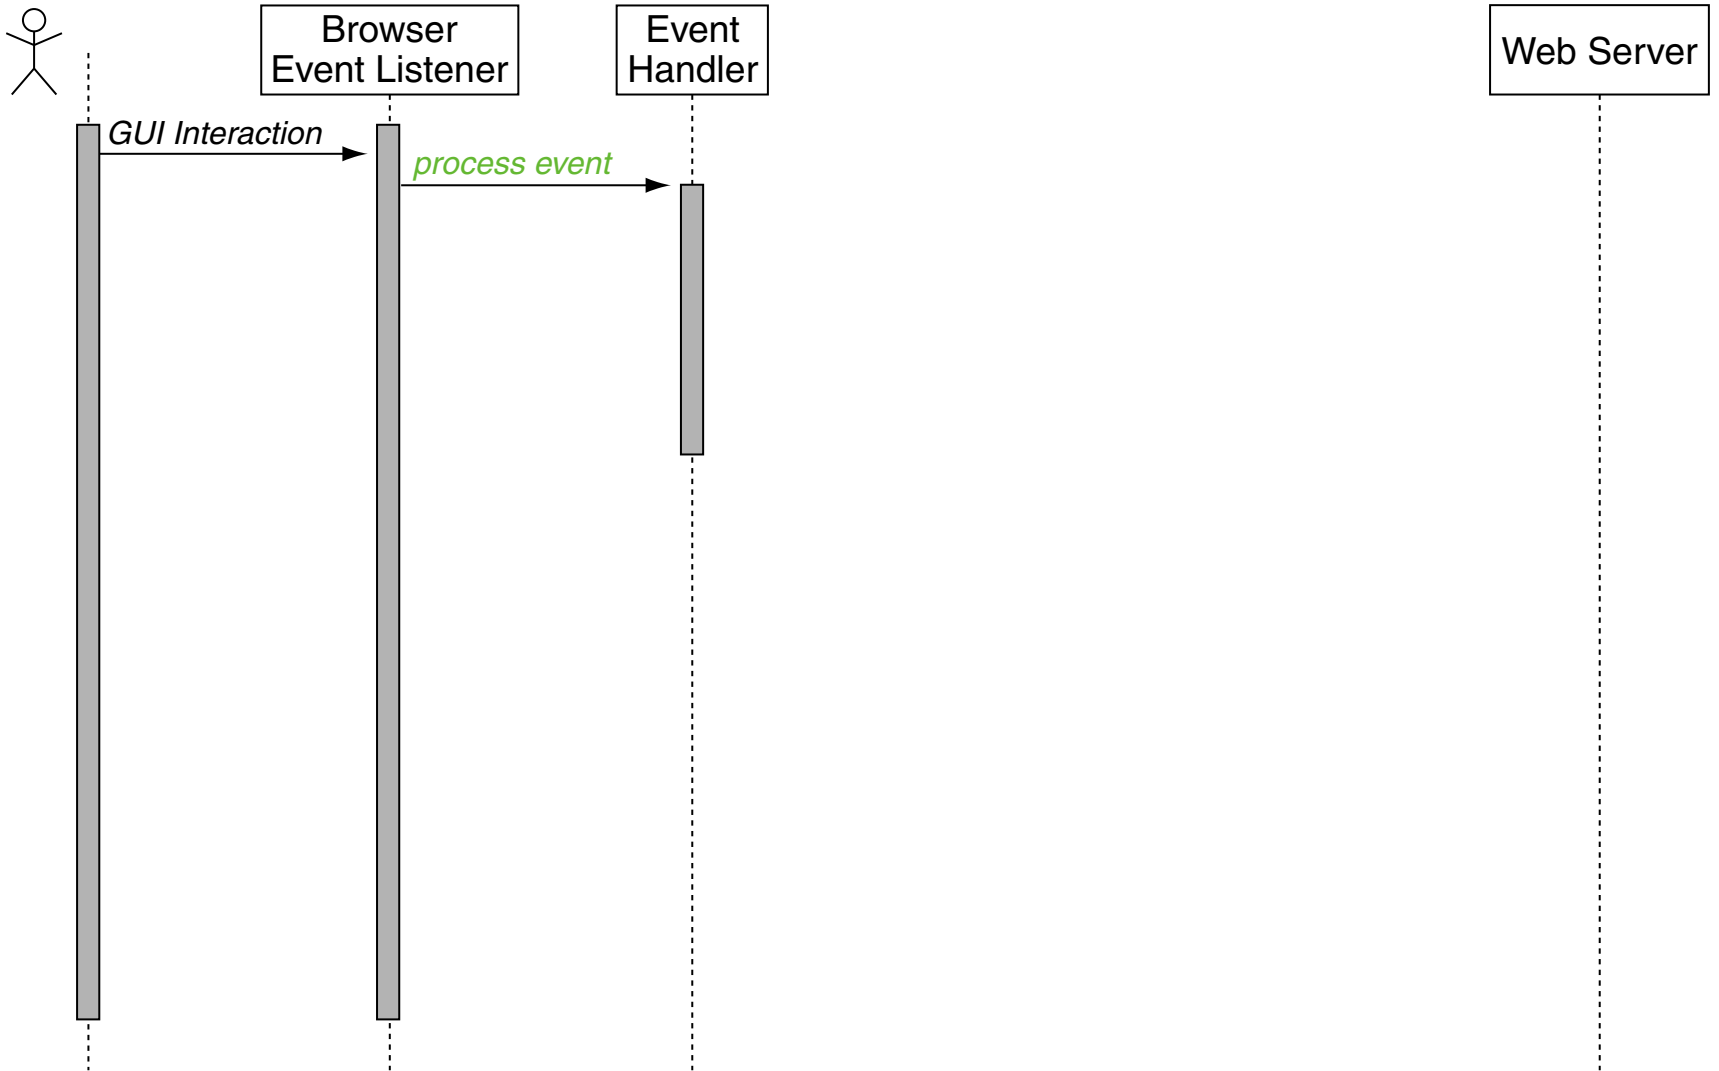 Browser
Event Listener
Event
Handler
Web Server
GUI Interaction
process event